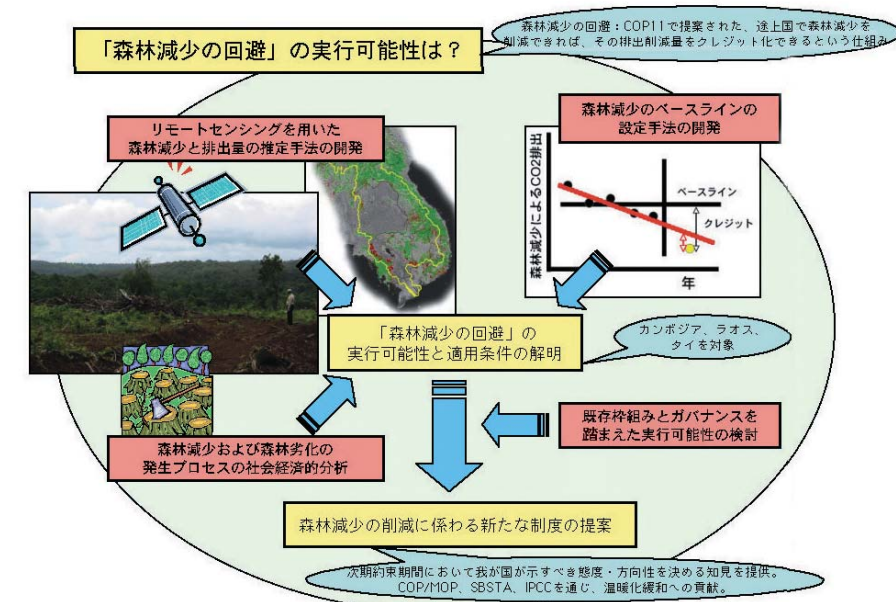 「森林減少の回避」の実行可能性は？
森林減少の回避：COP11で提案された、途上国で森林減少を
削減できれば、その排出削減量をクレジット化できるという仕組み
リモートセンシングを用いた
森林減少と排出量の推定手法の開発
森林減少のベースラインの
設定手法の開発
森林減少によるCO2排出
ベースライン
クレジット
年
「森林減少の回避」の
実行可能性と適用条件の解明
カンボジア、ラオス、
タイを対象
森林減少および森林劣化の
発生プロセスの社会経済的分析
既存枠組みとガバナンスを
踏まえた実行可能性の検討
森林減少の削減に係わる新たな制度の提案
次期約束期間において我が国が示すべき態度・方向性を決める知見を提供。
COP/MOP、SBSTA、IPCCを通じ、温暖化緩和への貢献。